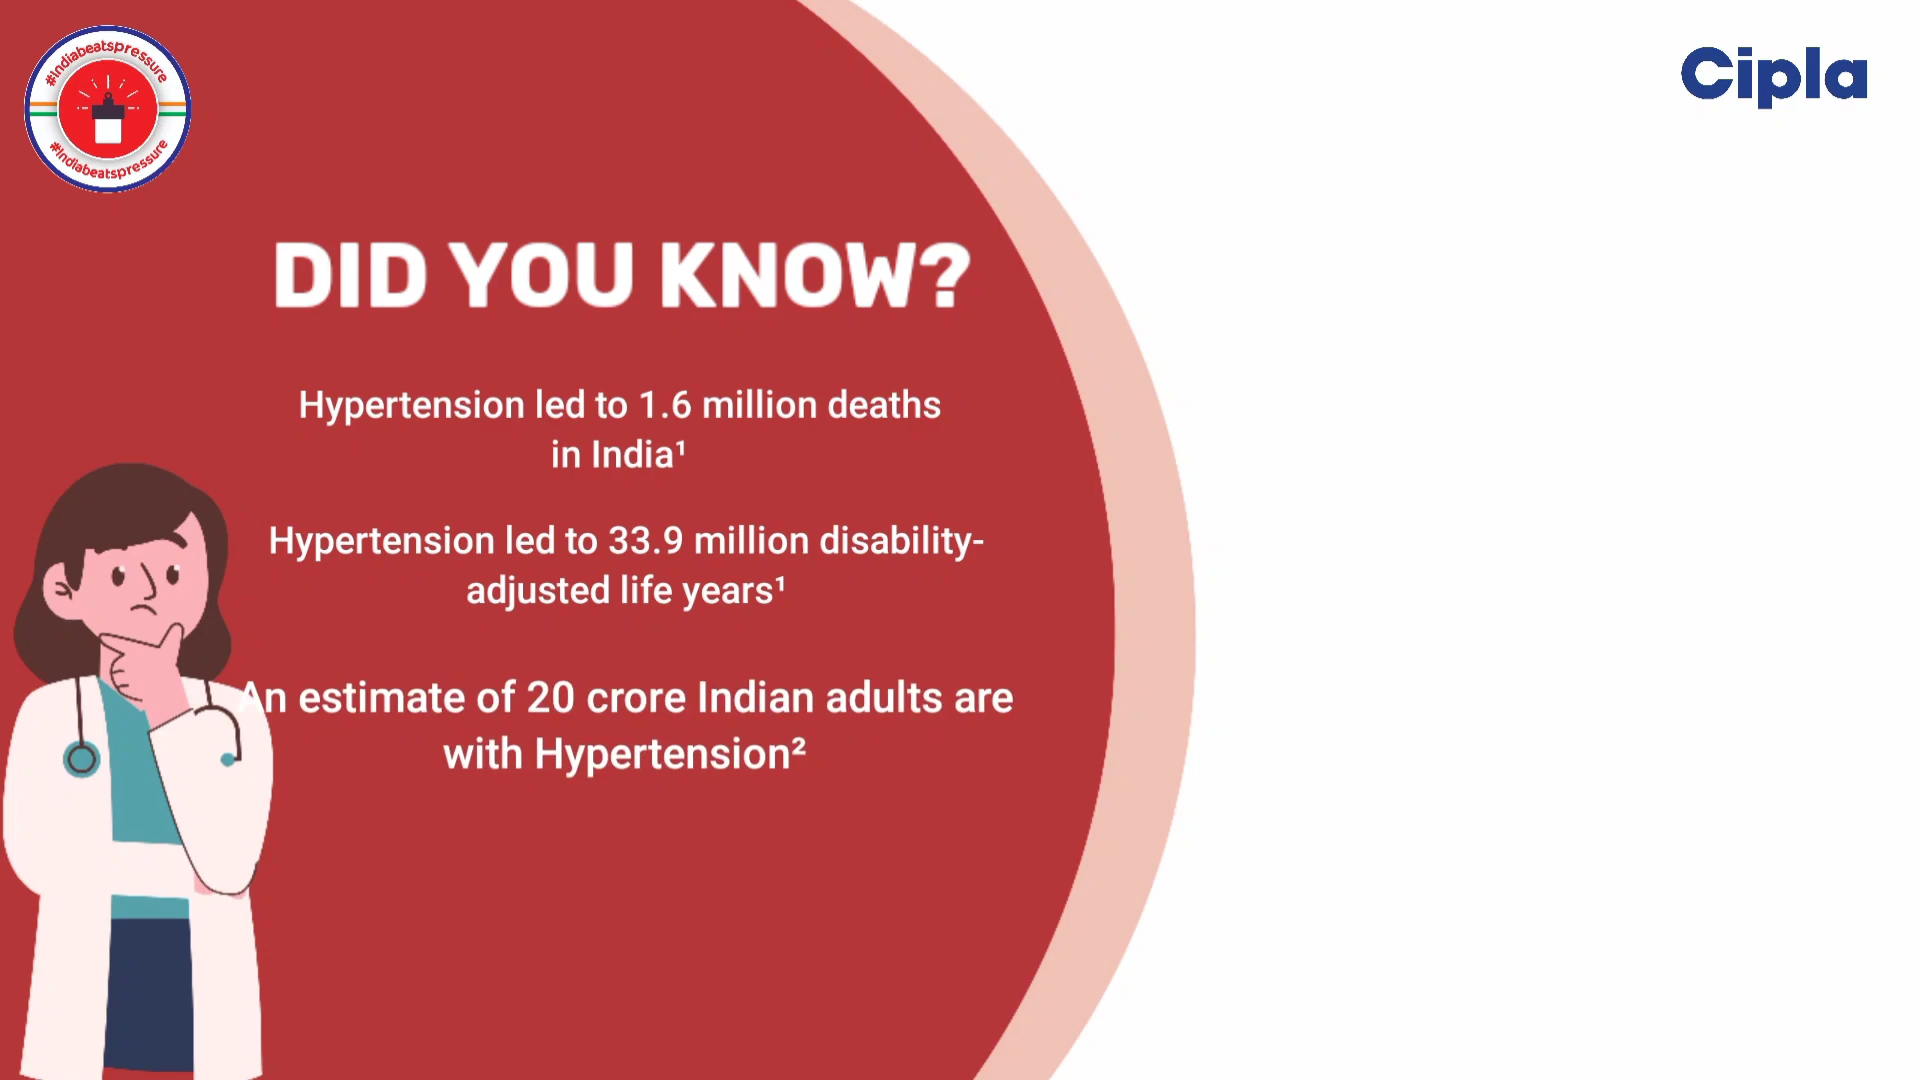 #indiabeatspressure
#indiabeatspressure
Cipla
DID YOU KNOW?
Hypertension led to 1.6 million deaths
in India¹
Hypertension led to 33.9 million disability-
adjusted life years¹
An estimate of 20 crore Indian adults are
with Hypertension²